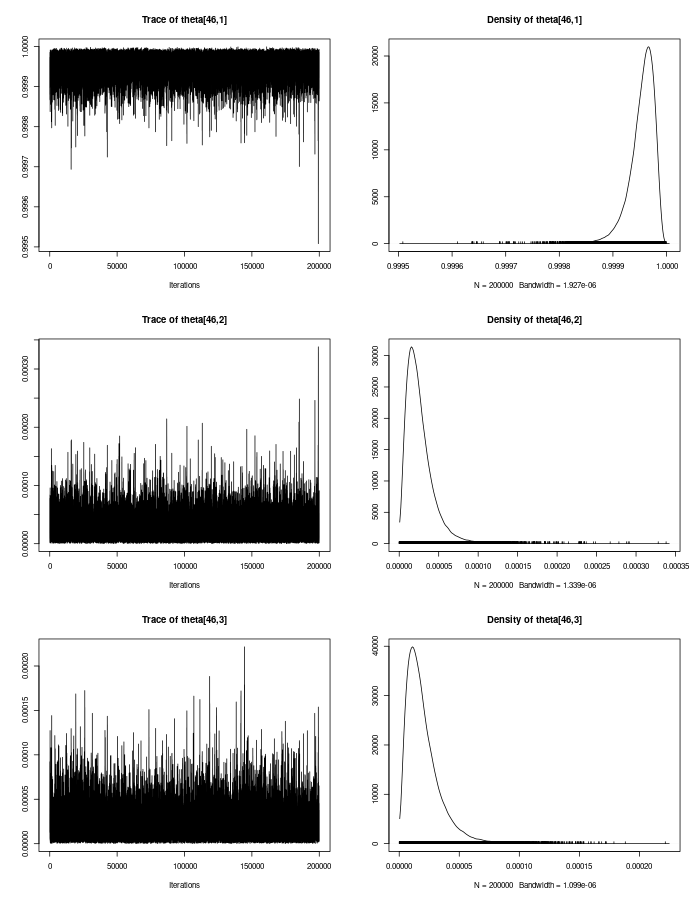 Trace of theta[46,1]
0.9995 0.9996 0.9997 0.9998 0.9999 1.0000
0 50000 100000 150000 200000
Iterations
Density of theta[46,1]
0 5000 10000 15000 20000
0.9995 0.9996 0.9997 0.9998 0.9999 1.0000
N = 200000 Bandwidth = 1.927e-06
Trace of theta[46,2]
0.00000 0.00010 0.00020 0.00030
0 50000 100000 150000 200000
Iterations
Density of theta[46,2]
0 5000 10000 15000 20000 25000 30000
0.00000 0.00005 0.00010 0.00015 0.00020 0.00025 0.00030 0.00035
N = 200000 Bandwidth = 1.339e-06
Trace of theta[46,3]
0.00000 0.00005 0.00010 0.00015 0.00020
0 50000 100000 150000 200000
Iterations
Density of theta[46,3]
0 10000 20000 30000 40000
0.00000 0.00005 0.00010 0.00015 0.00020
N = 200000 Bandwidth = 1.099e-06